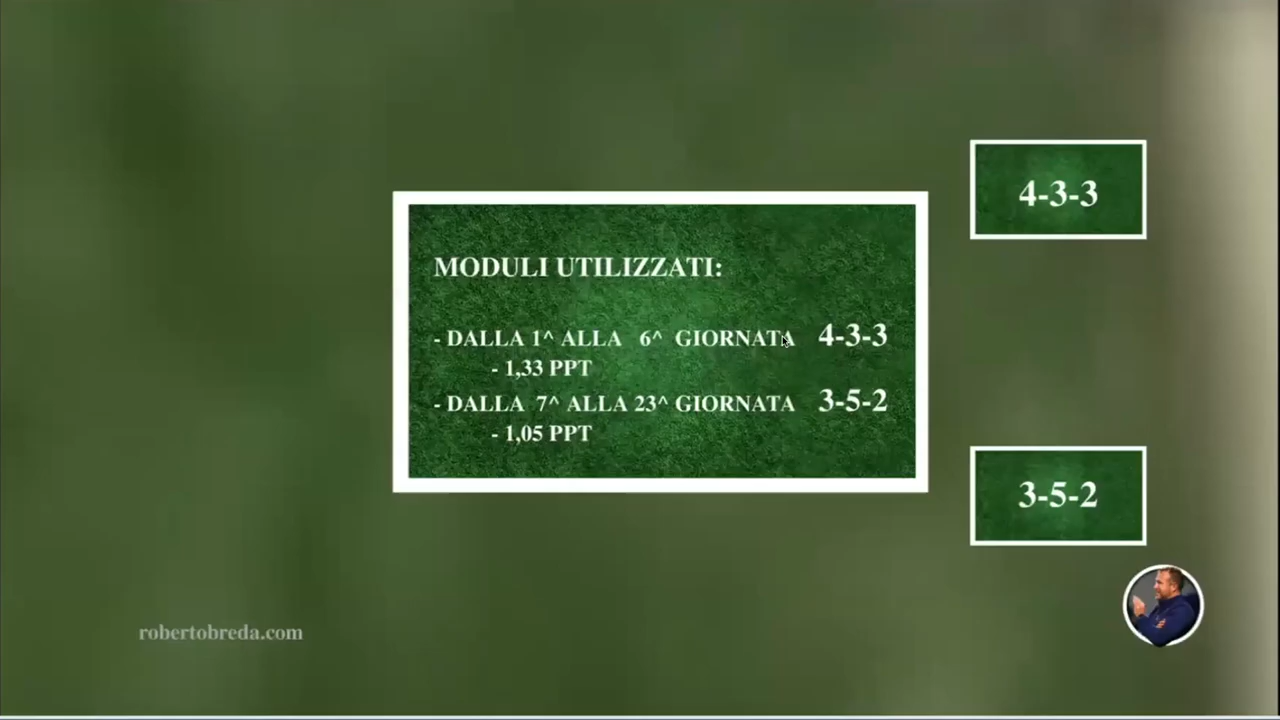 4-3-3
MODULI UTILIZZATI:
- DALLA 1^ ALLA 6^ GIORNATA 4-3-3
- 1,33 PPT
- DALLA 7^ ALLA 23^ GIORNATA 3-5-2
- 1,05 PPT
3-5-2
robertobreda.com